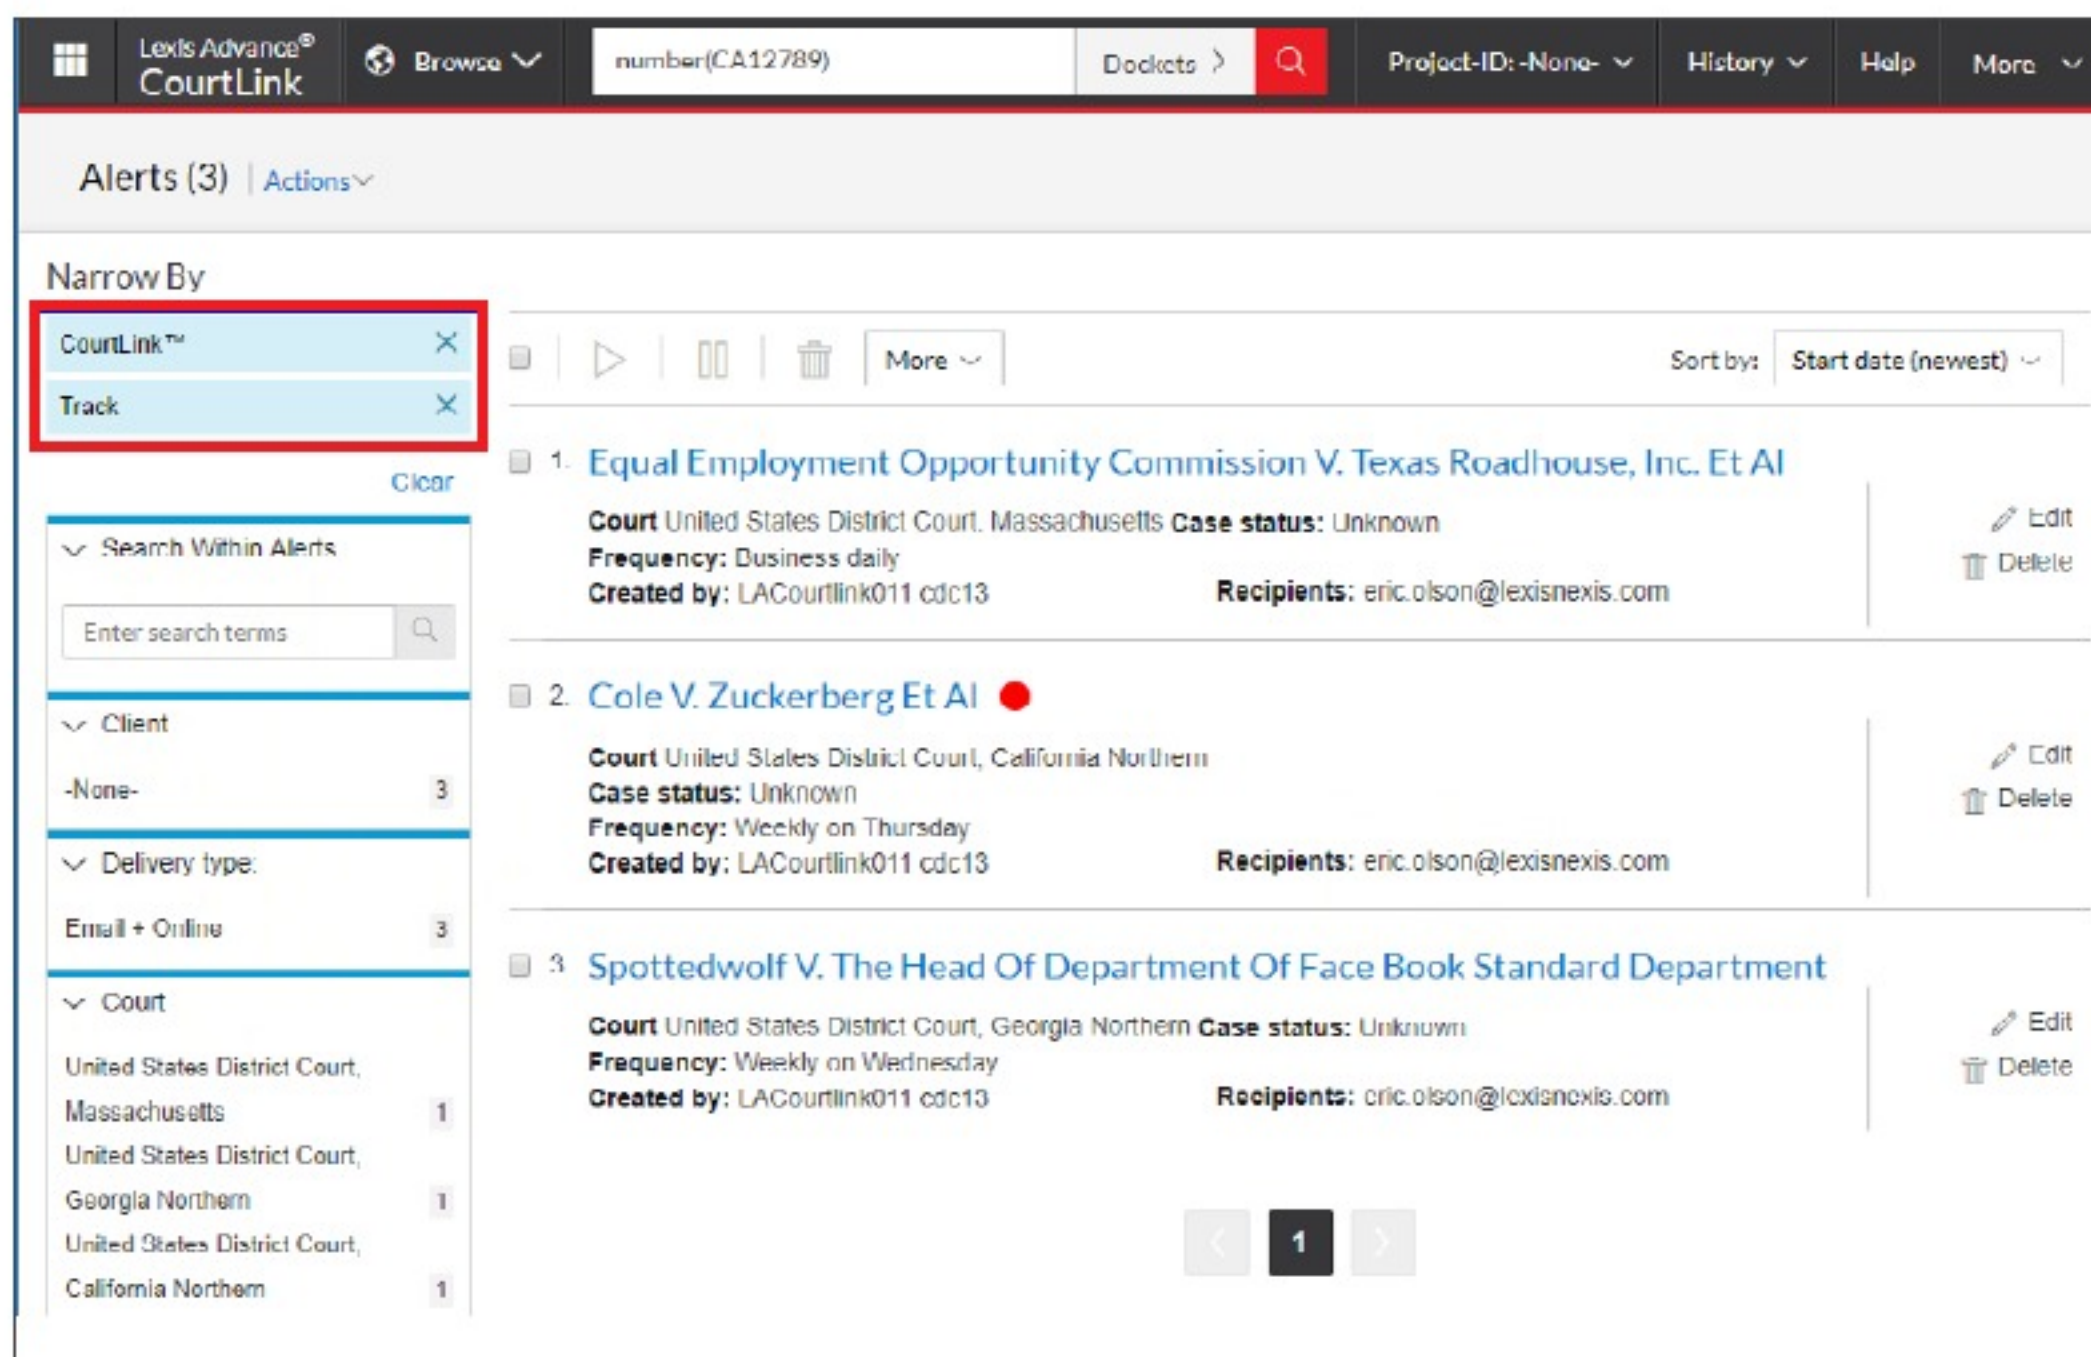 Lexis Advance®
CourtLink
Browse
number(CA12789)
Dockets
Project-ID: -None-
History
Help
More
Alerts (3)
Actions
Narrow By
CourtLink™
Track
Clear
Search Within Alerts
Enter search terms
Client
-None- 3
Delivery type:
Email + Online 3
Court
United States District Court,
Massachusetts 1
United States District Court,
Georgia Northern 1
United States District Court,
California Northern 1
More
Sort by: Start date (newest)
1. Equal Employment Opportunity Commission V. Texas Roadhouse, Inc. Et Al
Court United States District Court, Massachusetts Case status: Unknown
Frequency: Business daily
Created by: LACourtlink011 cdc13 Recipients: eric.olson@lexisnexis.com
Edit
Delete
2. Cole V. Zuckerberg Et Al
Court United States District Court, California Northern
Case status: Unknown
Frequency: Weekly on Thursday
Created by: LACourtlink011 cdc13 Recipients: eric.olson@lexisnexis.com
Edit
Delete
3 Spottedwolf V. The Head Of Department Of Face Book Standard Department
Court United States District Court, Georgia Northern Case status: Unknown
Frequency: Weekly on Wednesday
Created by: LACourtlink011 cdc13 Recipients: eric.olson@lexisnexis.com
Edit
Delete
1